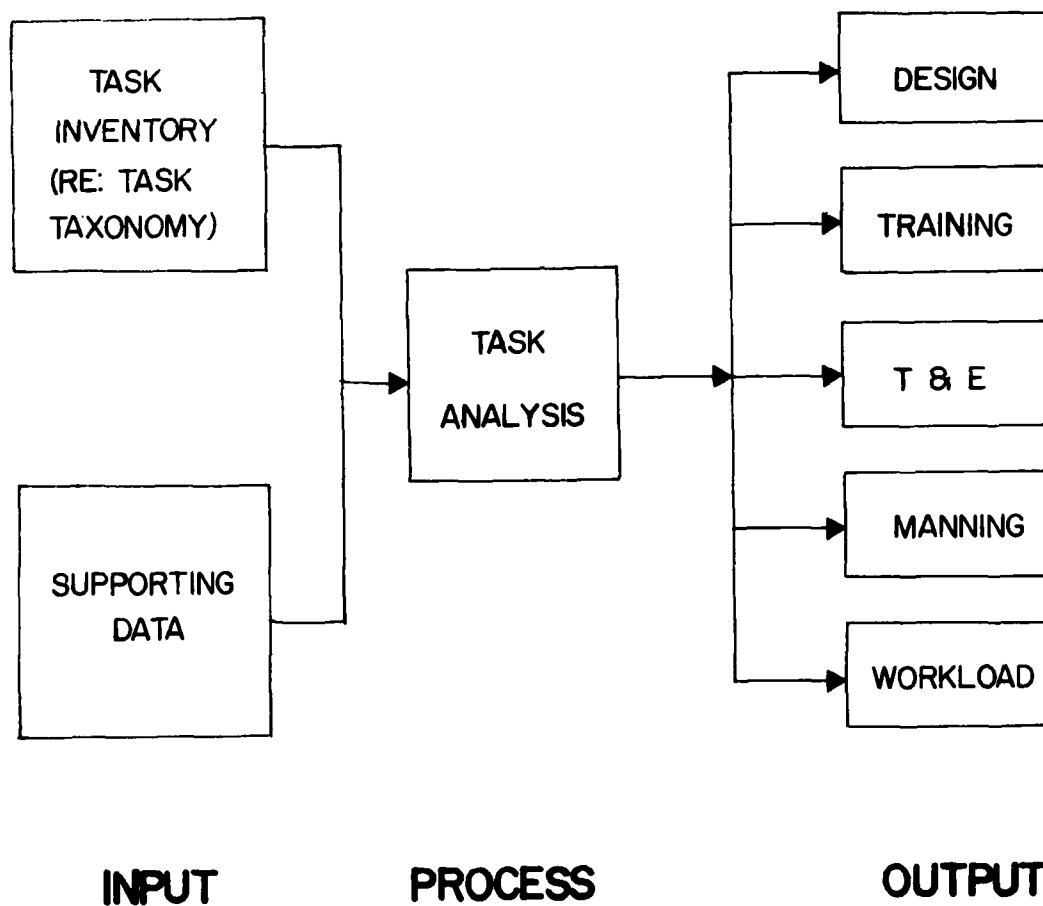 TASK
INVENTORY
(RE: TASK
TAXONOMY)
SUPPORTING
DATA
TASK
ANALYSIS
DESIGN
TRAINING
T & E
MANNING
WORKLOAD
INPUT
PROCESS
OUTPUT